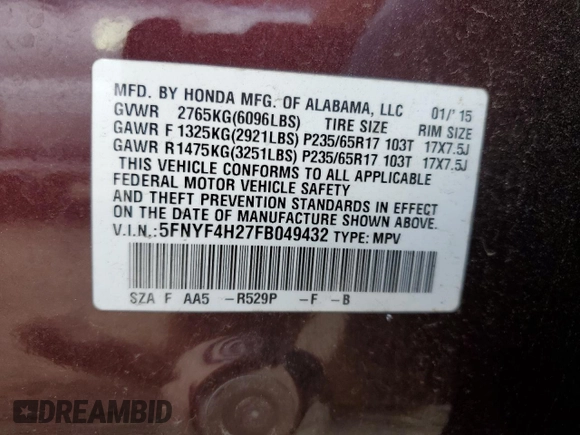 MFD. BY HONDA MFG. OF ALABAMA, LLC 01/'15
GVWR 2765KG(6096LBS) TIRE SIZE RIM SIZE
GAWR F 1325KG(2921LBS) P235/65R17 103T 17X7.5J
GAWR R1475KG(3251LBS) P235/65R17 103T 17X7.5J
THIS VEHICLE CONFORMS TO ALL APPLICABLE
FEDERAL MOTOR VEHICLE SAFETY
AND THEFT PREVENTION STANDARDS IN
EFFECT ON THE DATE OF MANUFACTURE SHOWN ABOVE.
V.I.N.: 5FNYF4H27FB049432 TYPE: MPV
SZA F AA5 -R529P -F -B
DREAMBID